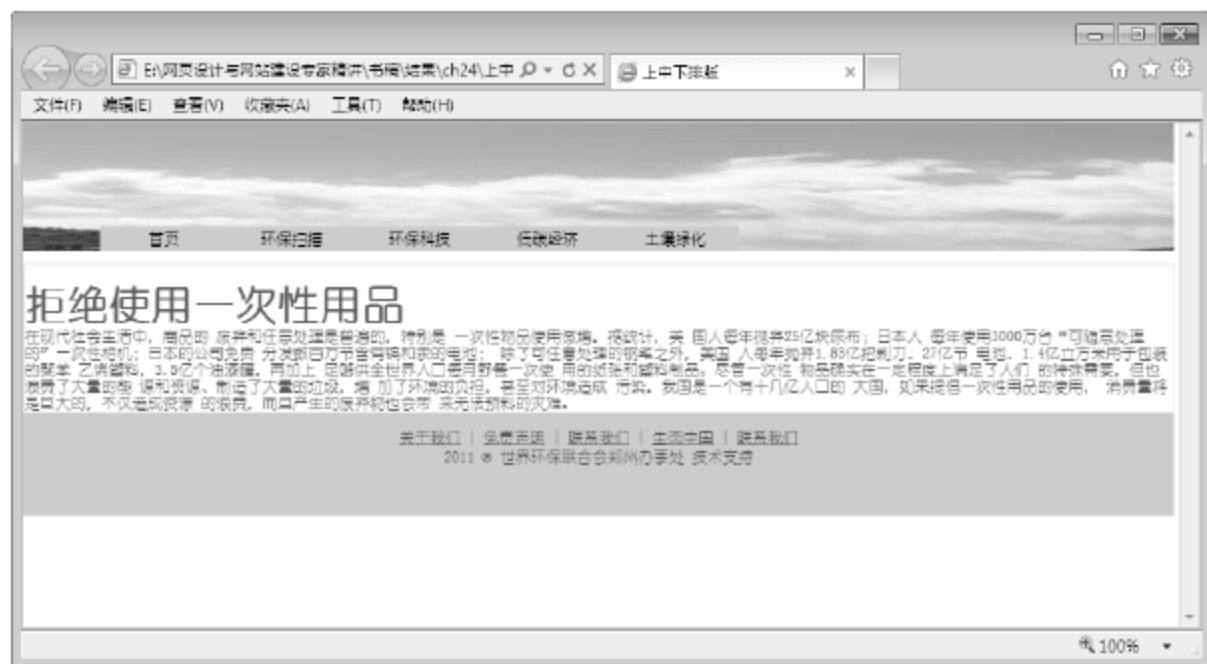 E:\网页设计与网站建设专家精讲\书稿\结果\ch24\上中
上中下排版
文件(F) 编辑(E) 查看(V) 收藏夹(A) 工具(T) 帮助(H)
首页 环保扫描 环保科技 低碳经济 土壤绿化
拒绝使用一次性用品
在现代社会生活中，商品的 废弃和任意处理是普遍的，特别是 一次性物品使用激增。据统计，英 国人每年抛弃25亿块尿布；日本人 每年使用3000万台 “可随意处理
的” 一次性相机；日本的公司免费 分发数百万节含有镉和汞的电池； 除了可任意处理的钢笔之外，美国 人每年抛弃1.83亿把剃刀、27亿节 电池、1.4亿立方米用于包装
的聚苯 乙烯塑料，3.5亿个油漆罐，再加上 足够供全世界人口每月野餐一次使 用的纸张和塑料制品。尽管一次性 物品确实在一定程度上满足了人们 的特殊需要，但也
浪费了大量的能 源和资源、制造了大量的垃圾，增 加了环境的负担，甚至对环境造成 污染。我国是一个有十几亿人口的 大国，如果提倡一次性用品的使用， 消费量将
是巨大的，不仅造成资源 的浪费，而且产生的废弃物也会带 来无法预料的灾难。
关于我们 | 免责声明 | 联系我们 | 生态中国 | 联系我们
2011 © 世界环保联合会郑州办事处 技术支持
100%